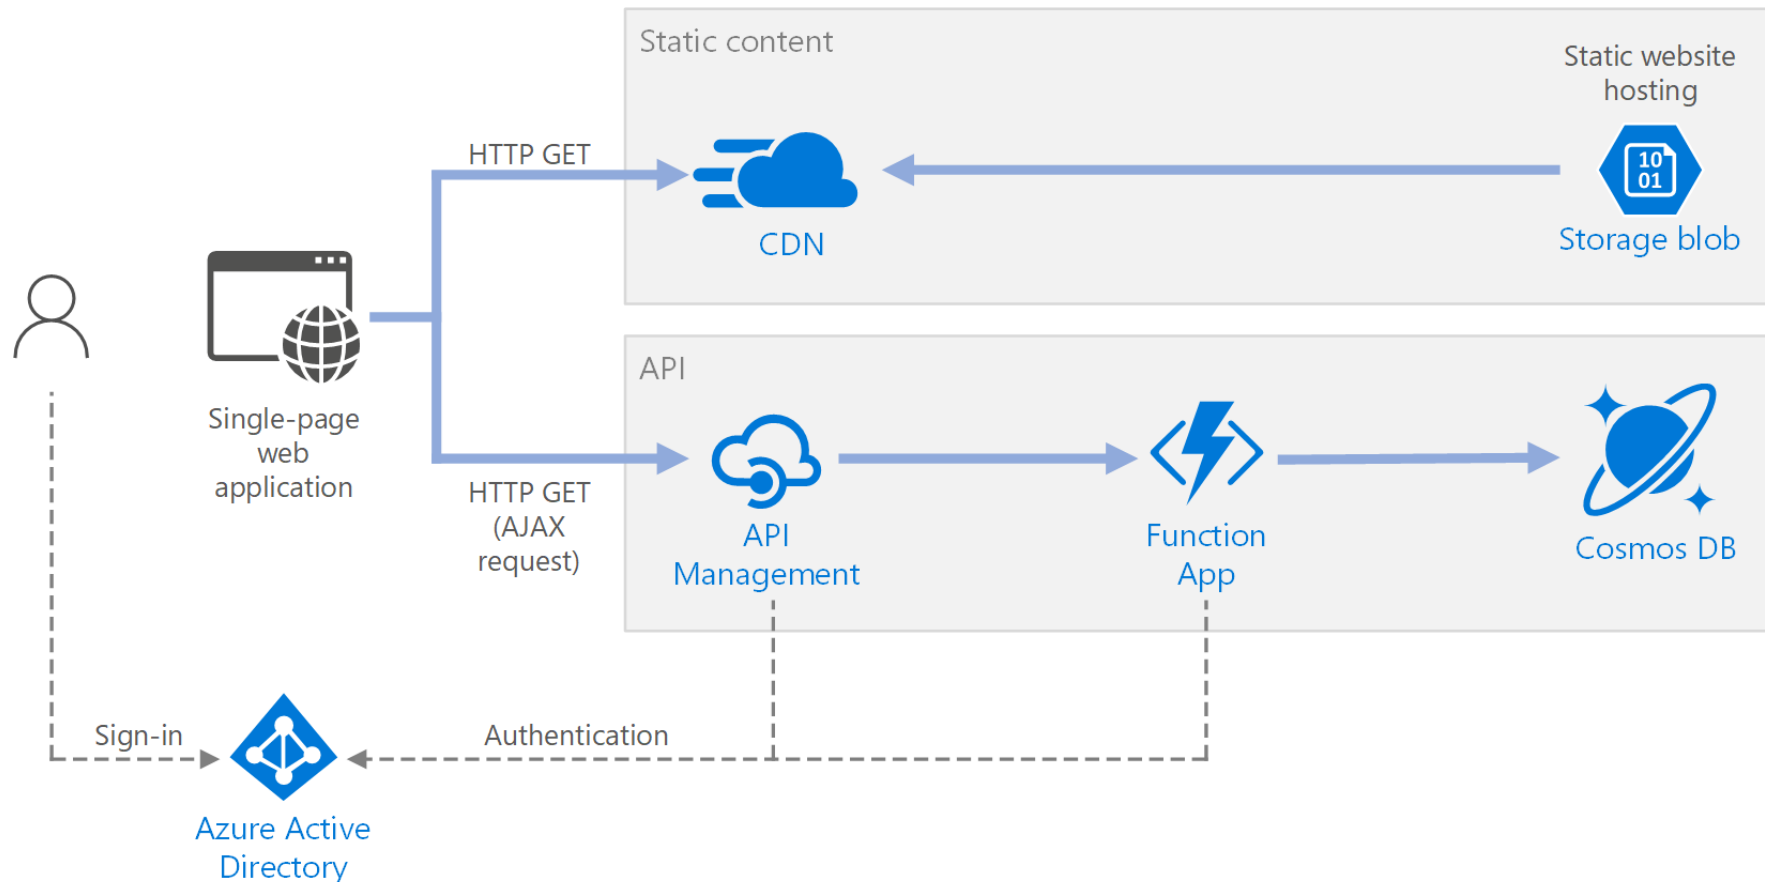 Static content
Static website
hosting
HTTP GET
10
01
CDN
Storage blob
API
Single-page
web
application
HTTP GET
(AJAX
request)
API
Management
Function
App
Cosmos DB
Sign-in
Authentication
Azure Active
Directory